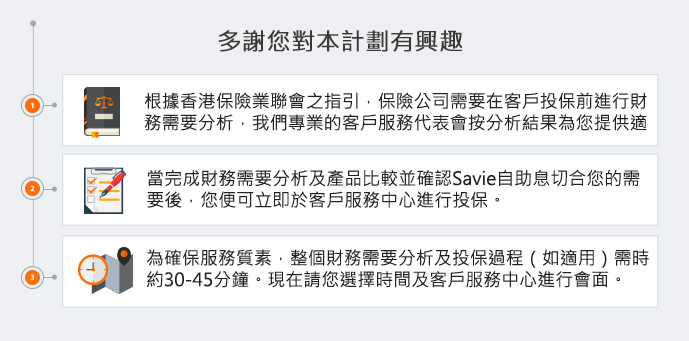 多謝您對本計劃有興趣
1
根據香港保險業聯會之指引，保險公司需要在客戶投保前進行財
務需要分析，我們專業的客戶服務代表會按分析結果為您提供適
2
當完成財務需要分析及產品比較並確認Savie自助息切合您的需
要後，您便可立即於客戶服務中心進行投保。
3
為確保服務質素，整個財務需要分析及投保過程（如適用）需時
約30-45分鐘。現在請您選擇時間及客戶服務中心進行會面。